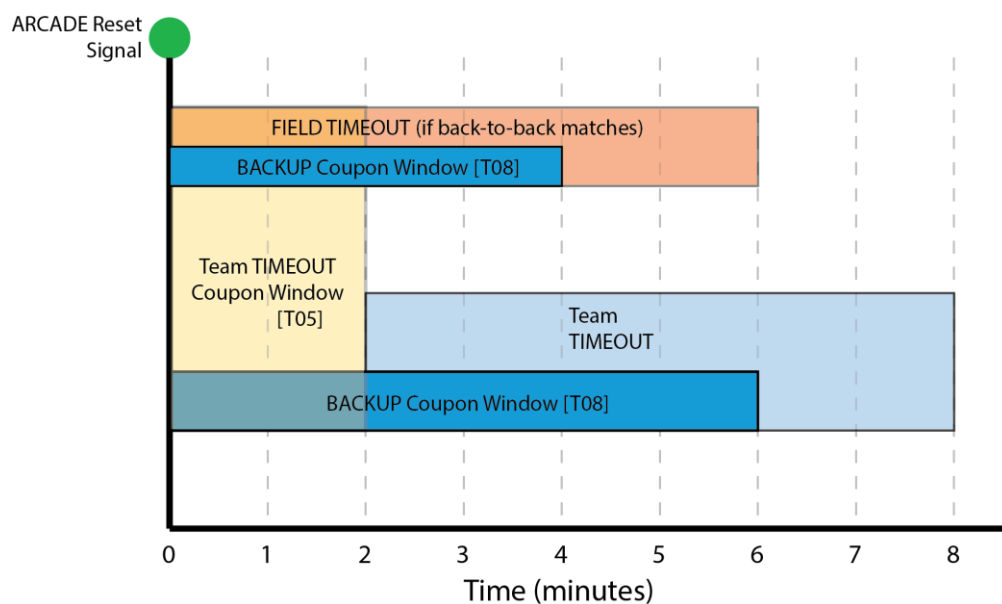 ARCADE Reset
Signal
FIELD TIMEOUT (if back-to-back matches)
BACKUP Coupon Window [T08]
Team TIMEOUT
Coupon Window
[T05]
Team
TIMEOUT
BACKUP Coupon Window [T08]
0 1 2 3 4 5 6 7 8
Time (minutes)